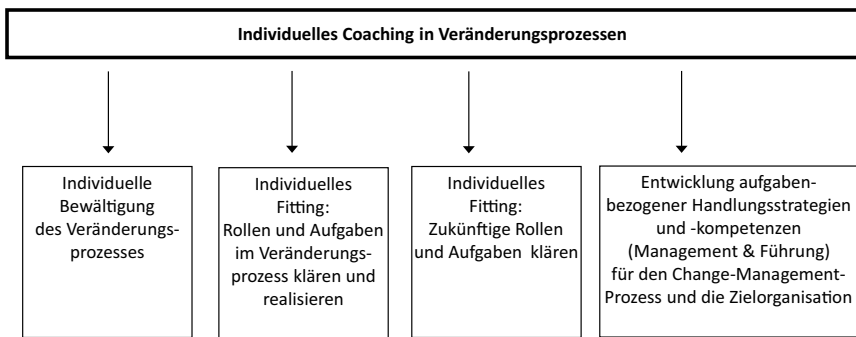 Individuelles Coaching in Veränderungsprozessen
Individuelle
Bewältigung
des Veränderungs-
prozesses
Individuelles
Fitting:
Rollen und Aufgaben
im Veränderungs-
prozess klären und
realisieren
Individuelles
Fitting:
Zukünftige Rollen
und Aufgaben klären
Entwicklung aufgaben-
bezogener Handlungsstrategien
und -kompetenzen
(Management & Führung)
für den Change-Management-
Prozess und die Zielorganisation